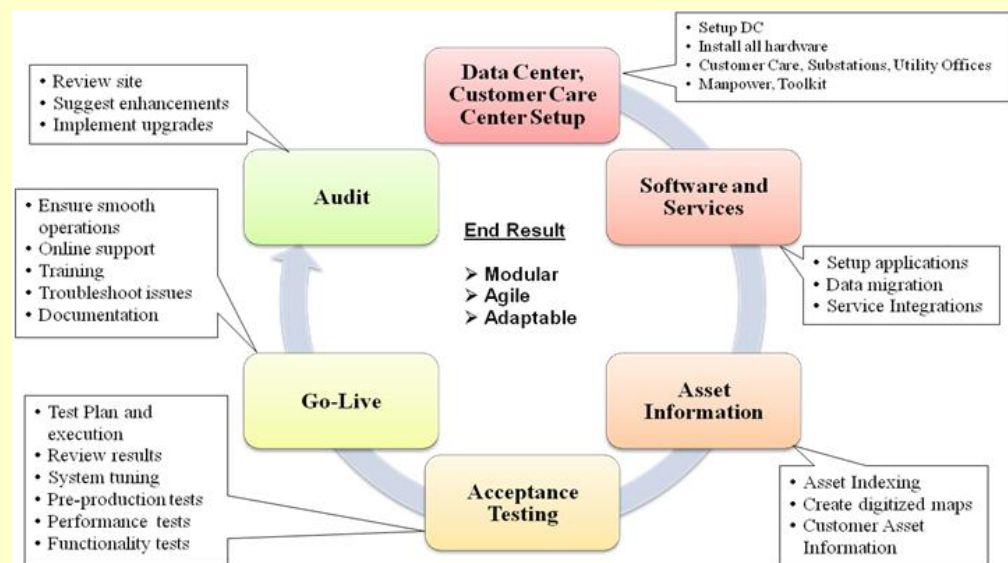 • Setup DC
• Install all hardware
• Customer Care, Substations, Utility Offices
• Manpower, Toolkit
Data Center,
Customer Care
Center Setup
• Review site
• Suggest enhancements
• Implement upgrades
Audit
Software and
Services
• Ensure smooth
operations
• Online support
• Training
• Troubleshoot issues
• Documentation
End Result
➢ Modular
➢ Agile
➢ Adaptable
• Setup applications
• Data migration
• Service Integrations
Go-Live
Asset
Information
• Test Plan and
execution
• Review results
• System tuning
• Pre-production tests
• Performance tests
• Functionality tests
Acceptance
Testing
• Asset Indexing
• Create digitized maps
• Customer Asset
Information